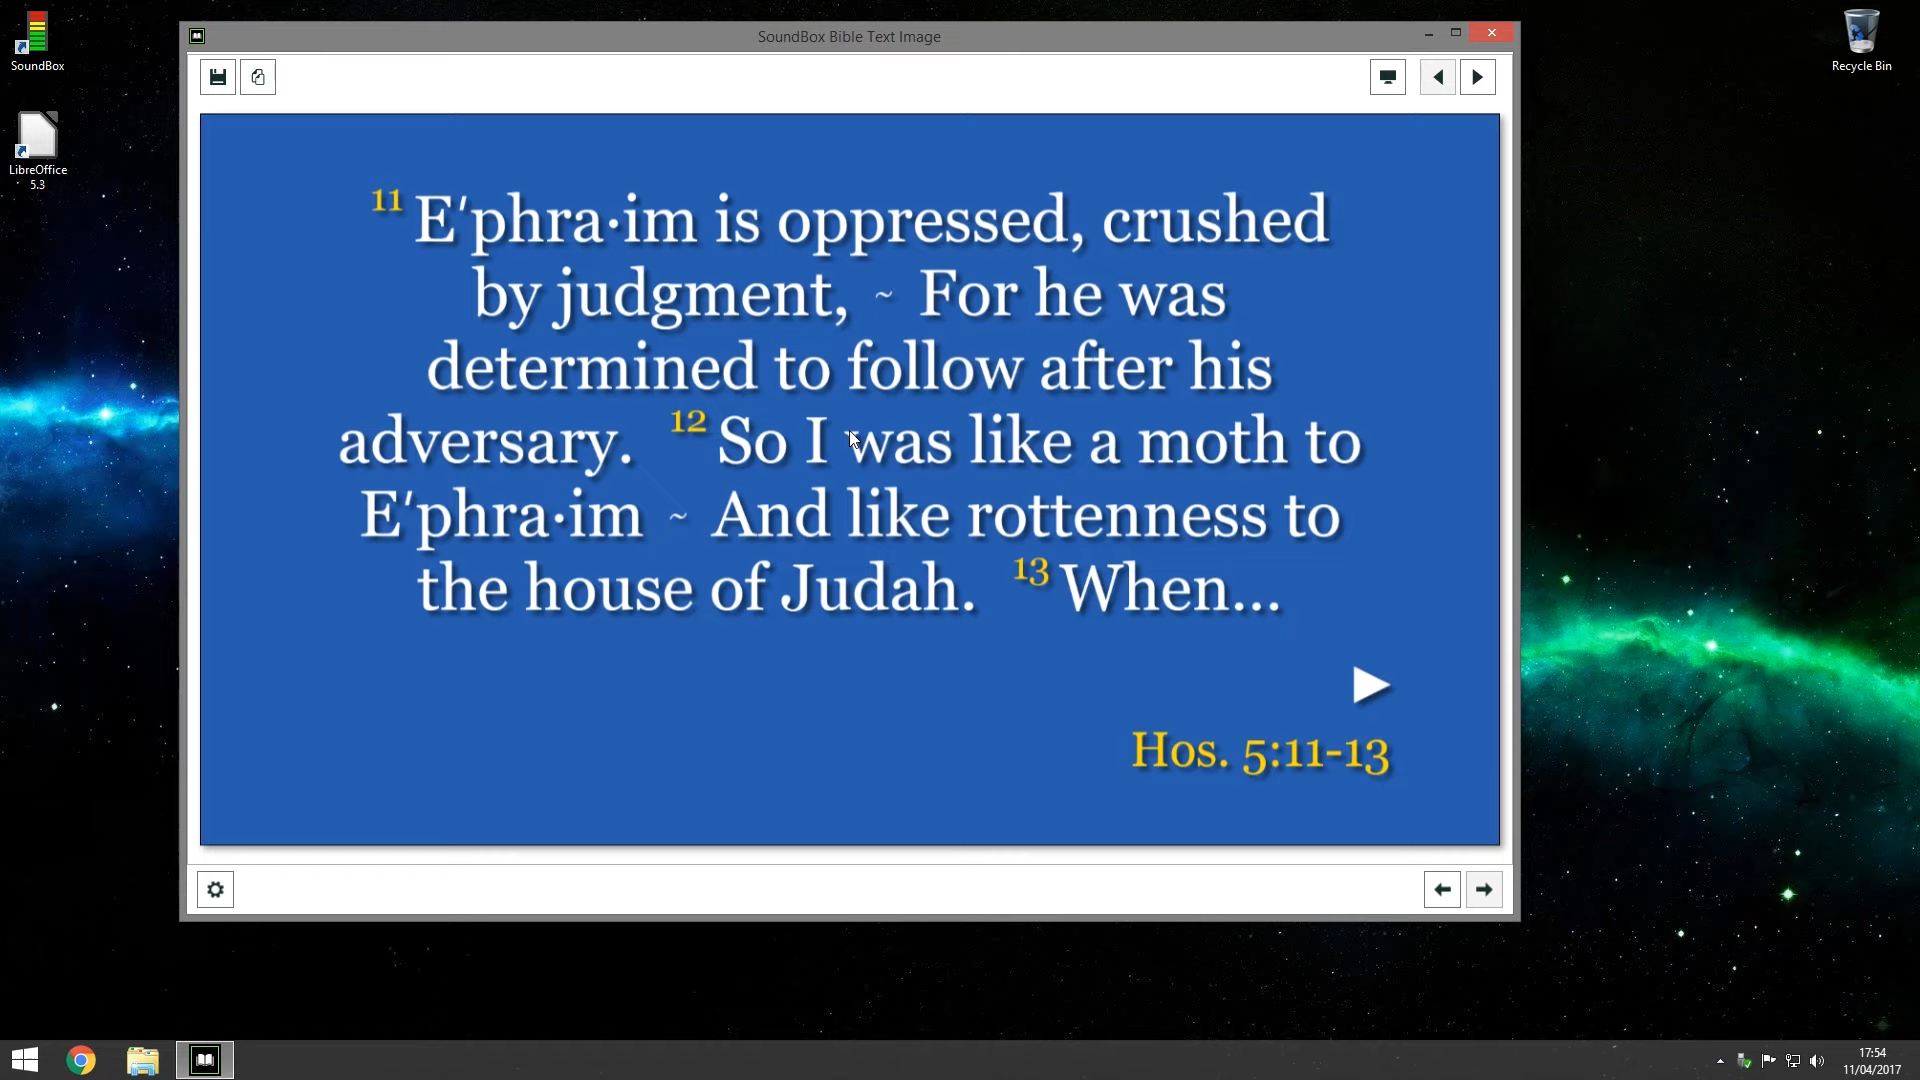 SoundBox Bible Text Image
SoundBox
Recycle Bin
LibreOffice
5.3
11 Eʹphra·im is oppressed, crushed
by judgment, ~ For he was
determined to follow after his
adversary. 12 So I was like a moth to
Eʹphra·im ~ And like rottenness to
the house of Judah. 13 When...
Hos. 5:11-13
17:54
11/04/2017